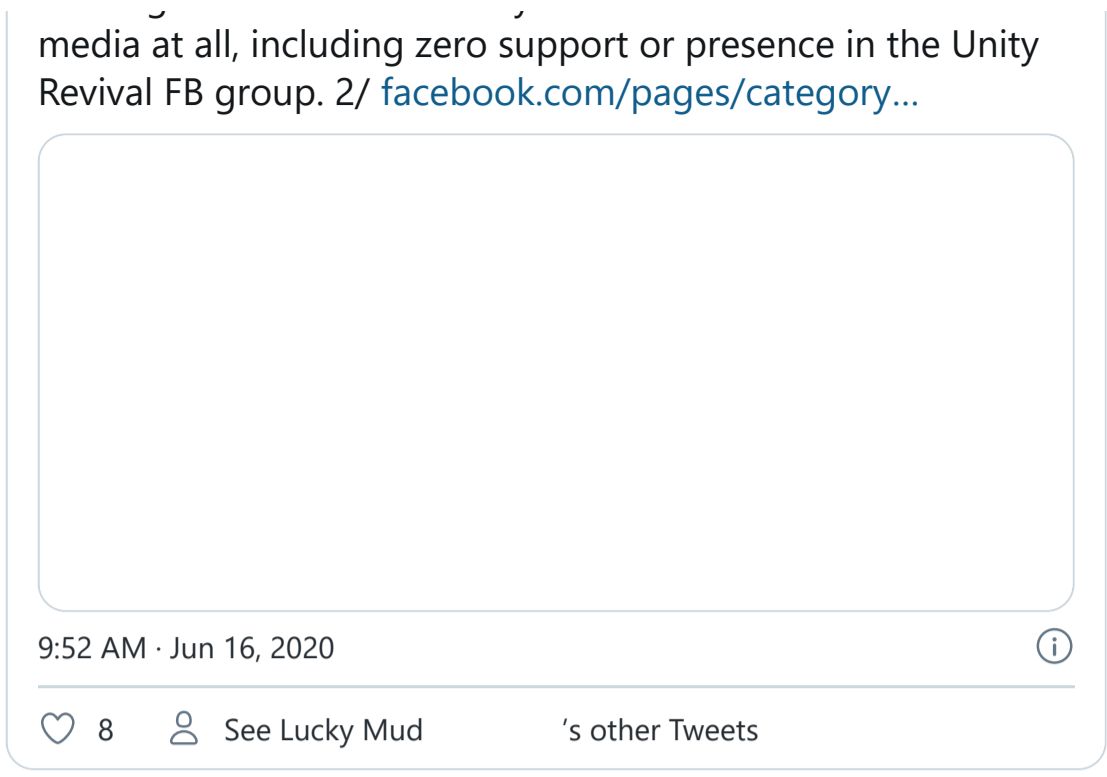 media at all, including zero support or presence in the Unity
Revival FB group. 2/ facebook.com/pages/category…
9:52 AM · Jun 16, 2020
8 See Lucky Mud 's other Tweets